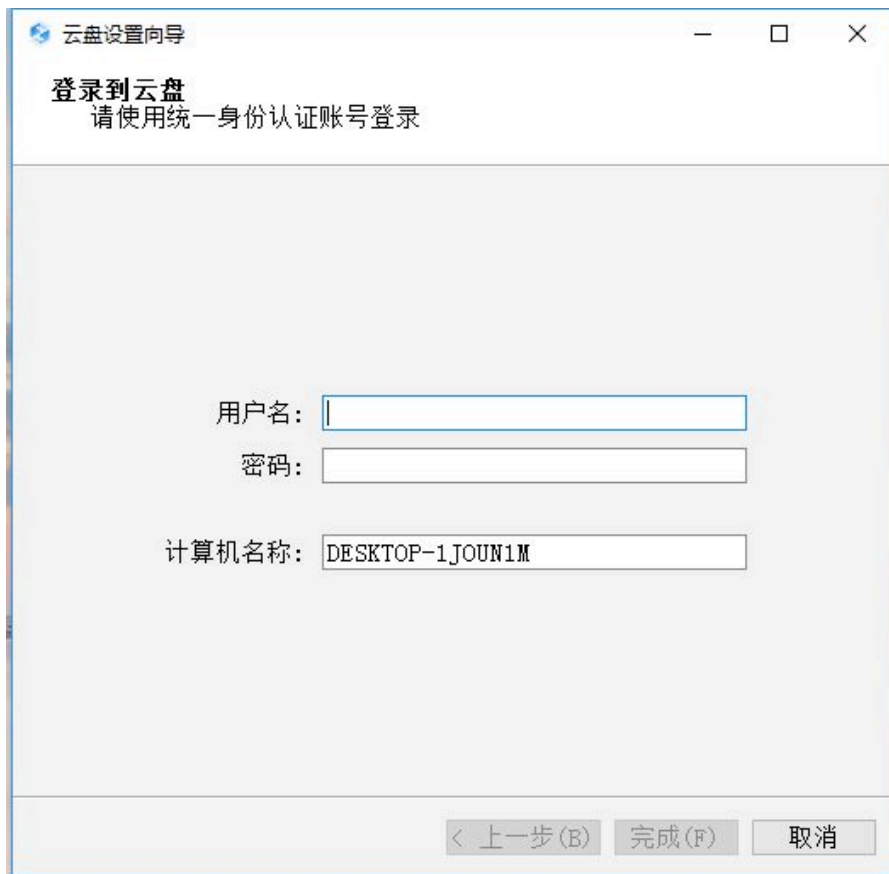 云盘设置向导
登录到云盘
请使用统一身份认证账号登录
用户名:
密码:
计算机名称: DESKTOP-1JOUN1M
< 上一步(B) 完成(F) 取消